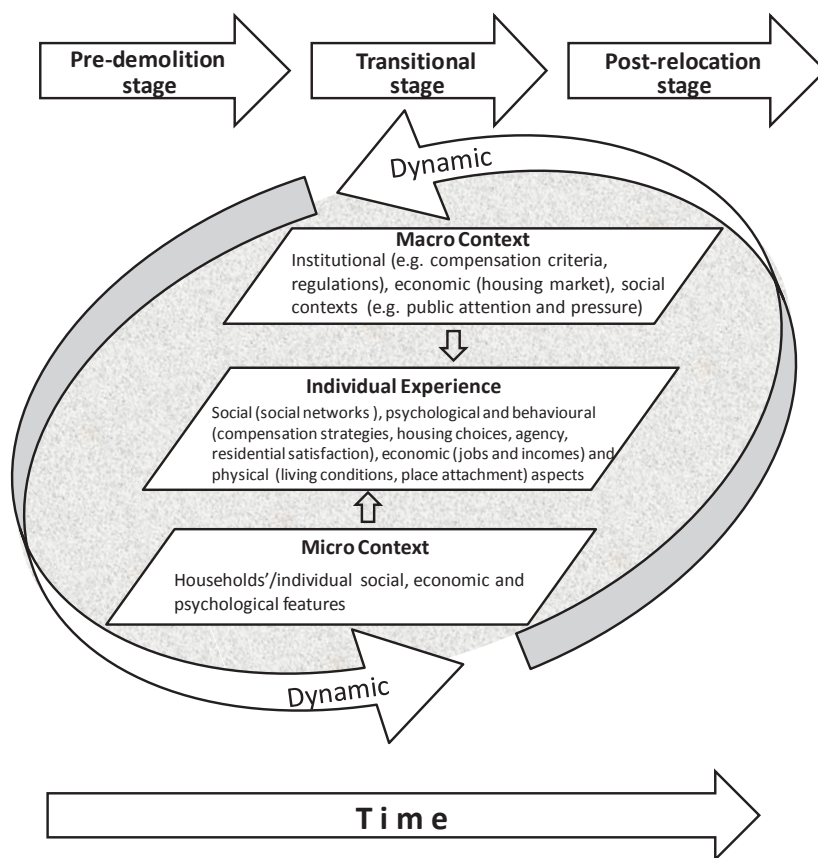 Pre-demolition
stage
Transitional
stage
Post-relocation
stage
Dynamic
Macro Context
Institutional (e.g. compensation criteria,
regulations), economic (housing market), social
contexts (e.g. public attention and pressure)
Individual Experience
Social (social networks ), psychological and behavioural
(compensation strategies, housing choices, agency,
residential satisfaction), economic (jobs and incomes) and
physical (living conditions, place attachment) aspects
Micro Context
Households'/individual social, economic and
psychological features
Dynamic
Time